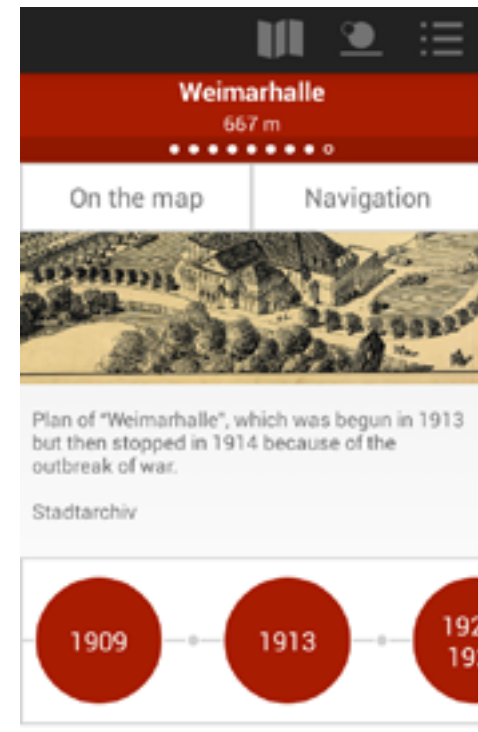 Weimarhalle
667 m
On the map
Navigation
Plan of "Weimarhalle", which was begun in 1913
but then stopped in 1914 because of the
outbreak of war.
Stadtarchiv
1909
1913